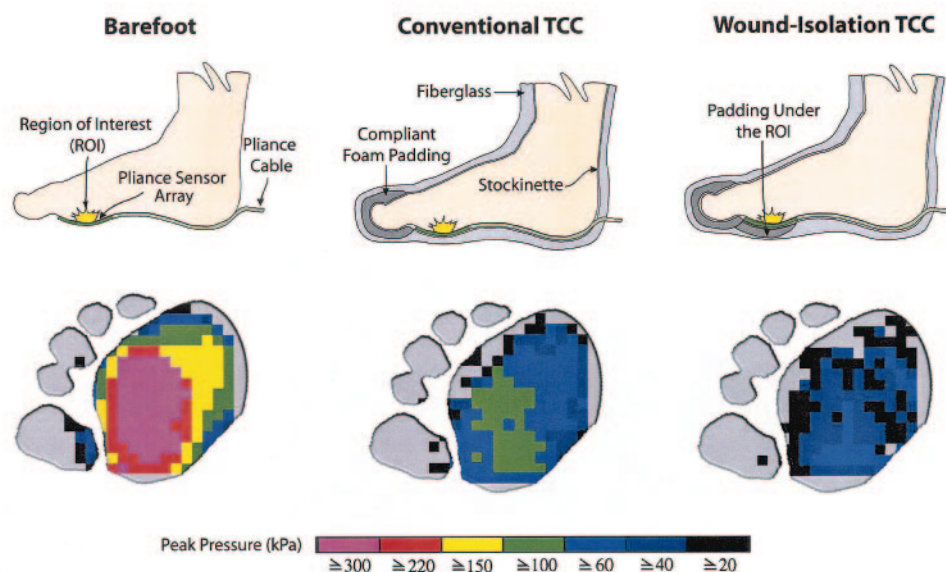 Barefoot
Conventional TCC
Wound-Isolation TCC
Region of Interest
(ROI)
Pliance Sensor
Array
Pliance
Cable
Fiberglass
Compliant
Foam Padding
Stockinette
Padding Under
the ROI
Peak Pressure (kPa)
≧300 ≧220 ≧150 ≧100 ≧60 ≧40 ≧20